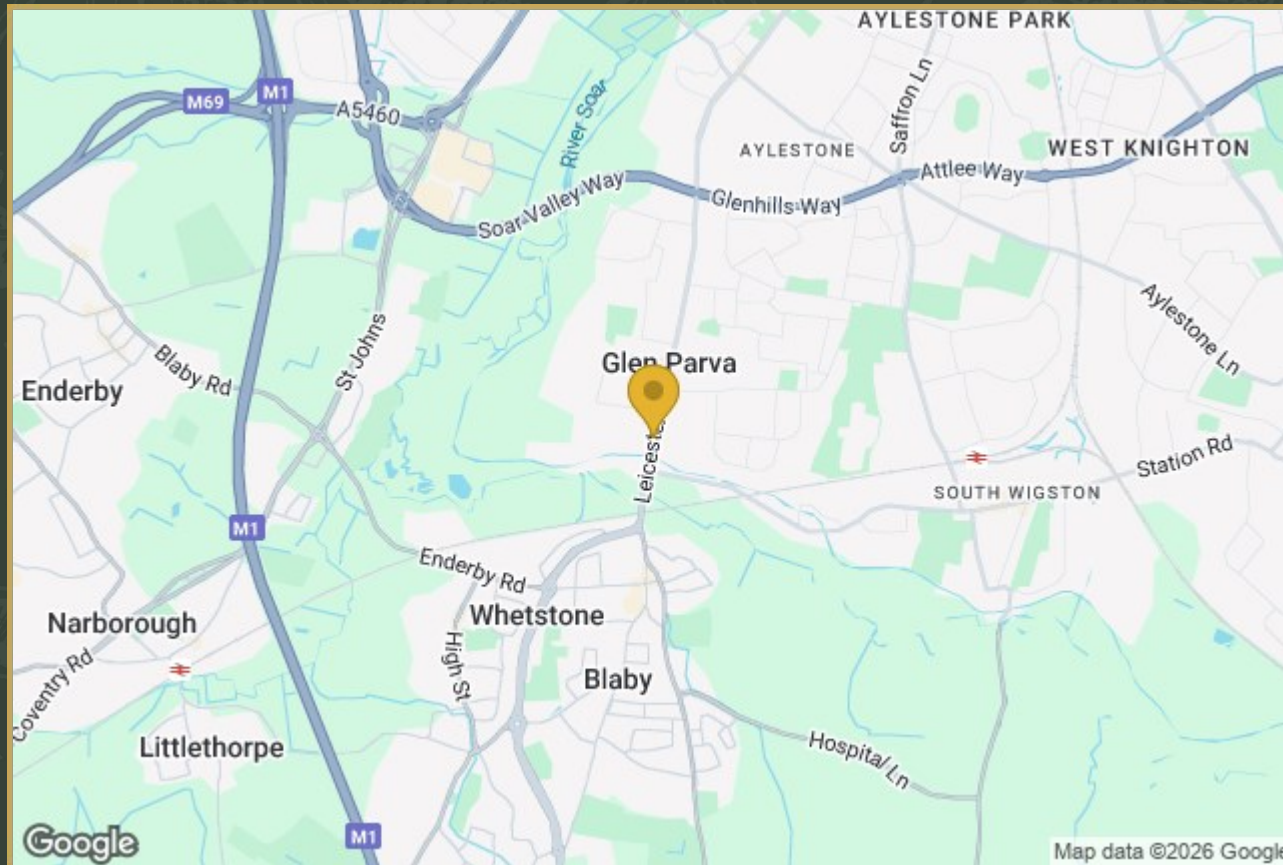 AYLESTONE PARK
M69
M1
A5460
River Soar
Saffron Ln
AYLESTONE
WEST KNIGHTON
Attlee Way
Soar Valley Way
Glenhills Way
Aylestone Ln
Blaby Rd
St Johns
Glen Parva
Enderby
Leiceste
Station Rd
SOUTH WIGSTON
M1
Enderby Rd
Whetstone
Narborough
High St
Coventry Rd
Blaby
Littlethorpe
Hospital Ln
M1
Google
Map data ©2026 Google